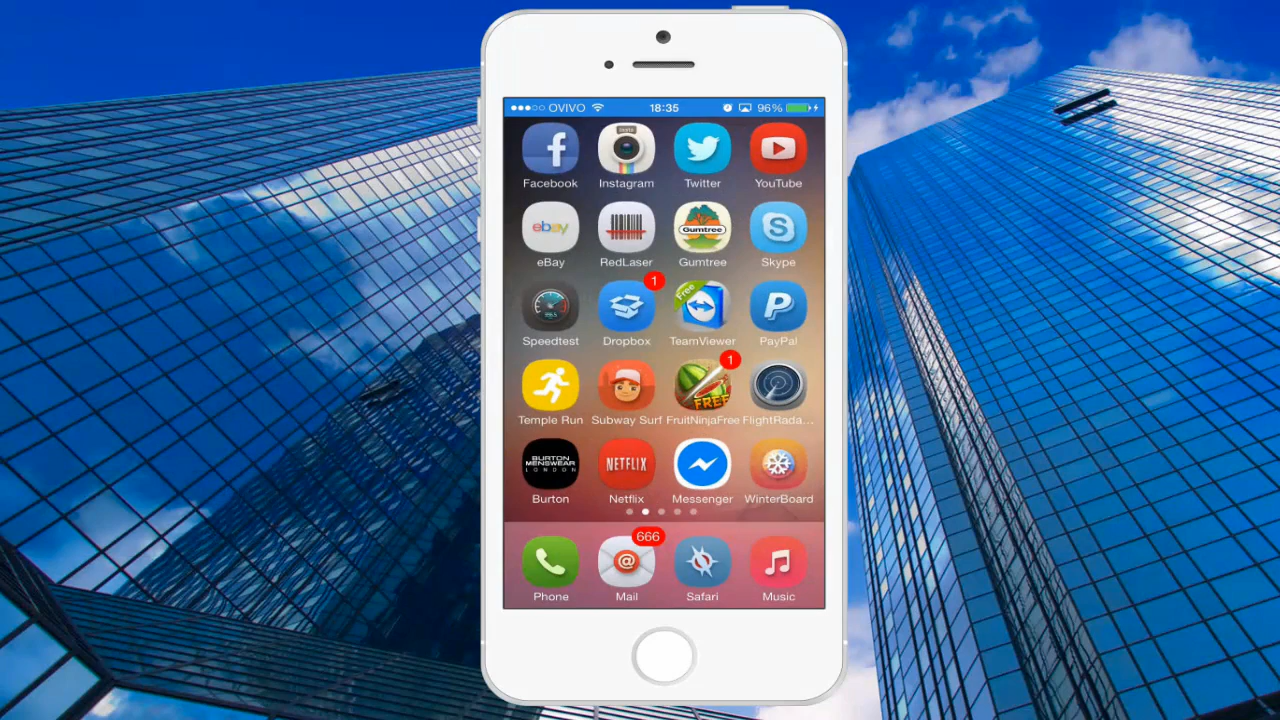 OVIVO 18:35 96%
Facebook Instagram Twitter YouTube
ebay Gumtree
eBay RedLaser Gumtree Skype
1 Free
Speedtest Dropbox TeamViewer PayPal
1
FREE
Temple Run Subway Surf FruitNinjaFree FlightRada...
BURTON
MENSWEAR
LONDON
NETFLIX
Burton Netflix Messenger WinterBoard
666
@
Phone Mail Safari Music